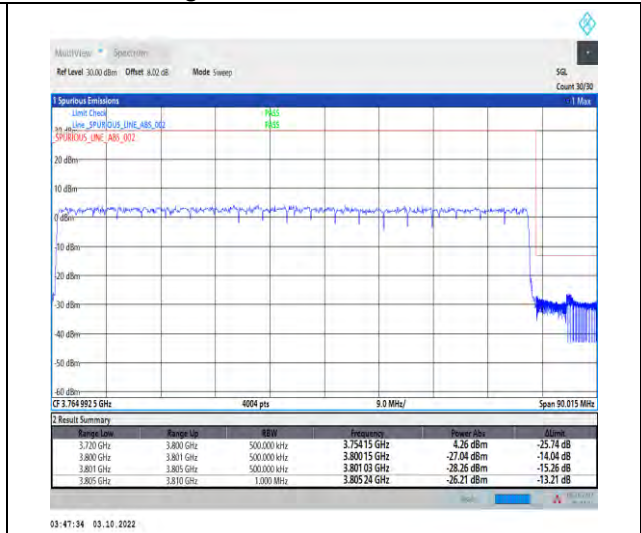 MultiView Spectrum
Ref Level 30.00 dBm Offset 8.02 dB Mode Sweep SGL
Count 30/30
1 Spurious Emissions 1 Max
Limit Check PASS
Line _SPURIOUS_LINE_ABS_002 PASS
30 dBm
_SPURIOUS_LINE_ABS_002
20 dBm
10 dBm
0 dBm
-10 dBm
-20 dBm
-30 dBm
-40 dBm
-50 dBm
-60 dBm
CF 3.764 992 5 GHz 4004 pts 9.0 MHz/ Span 90.015 MHz
2 Result Summary
Range Low Range Up RBW Frequency Power Abs ΔLimit
3.720 GHz 3.800 GHz 500.000 kHz 3.754 15 GHz 4.26 dBm -25.74 dB
3.800 GHz 3.801 GHz 500.000 kHz 3.800 15 GHz -27.04 dBm -14.04 dB
3.801 GHz 3.805 GHz 500.000 kHz 3.801 03 GHz -28.26 dBm -15.26 dB
3.805 GHz 3.810 GHz 1.000 MHz 3.805 24 GHz -26.21 dBm -13.21 dB
03:47:34 03.10.2022